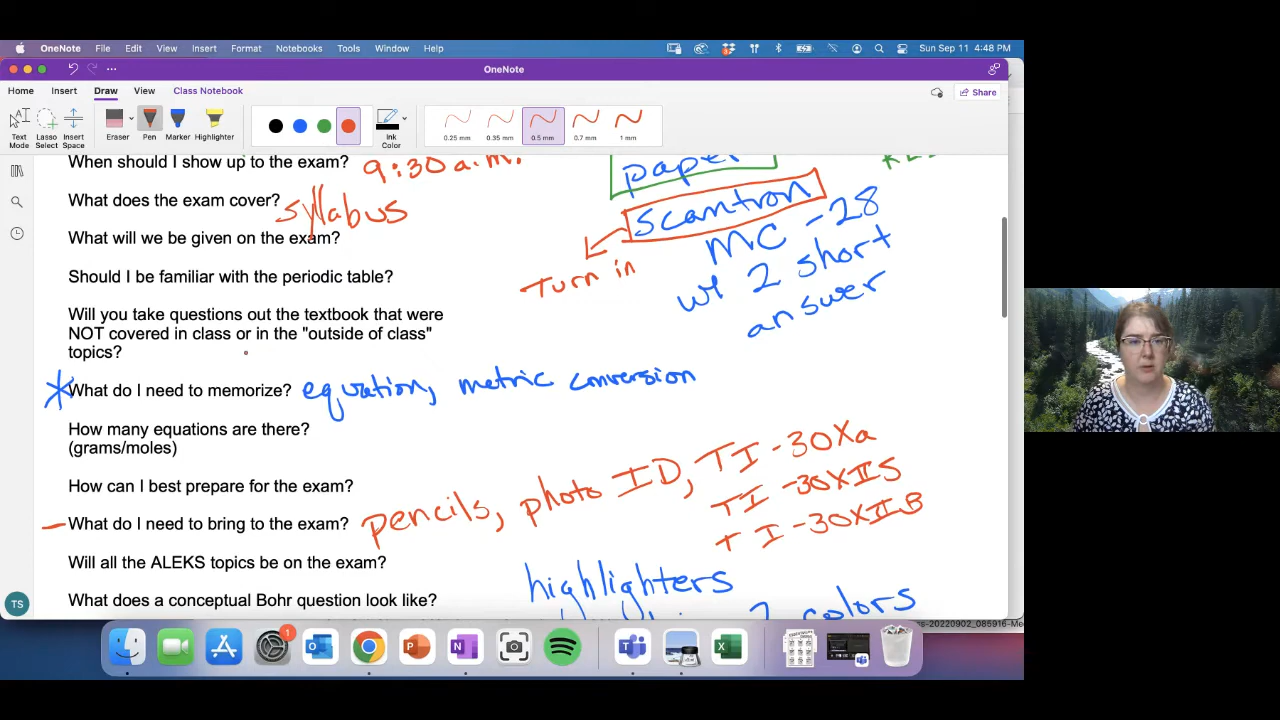 OneNote File Edit View Insert Format Notebooks Tools Window Help Sun Sep 11 4:48 PM
OneNote
Home Insert Draw View Class Notebook Share
Text Mode Lasso Select Insert Space Eraser Pen Marker Highlighter Ink Color 0.25 mm 0.35 mm 0.5 mm 0.7 mm 1 mm
When should I show up to the exam? 9:30 a.m.
paper
What does the exam cover? syllabus
scantron
MC - 28
What will we be given on the exam?
Turn in
w/ 2 short
answer
Should I be familiar with the periodic table?
Will you take questions out the textbook that were
NOT covered in class or in the "outside of class"
topics?
What do I need to memorize? equation, metric conversion
How many equations are there?
(grams/moles)
How can I best prepare for the exam?
What do I need to bring to the exam? pencils, photo ID, TI -30Xa
TI -30XIIS
TI -30XIIB
Will all the ALEKS topics be on the exam?
highlighters
What does a conceptual Bohr question look like?
2 colors
TS